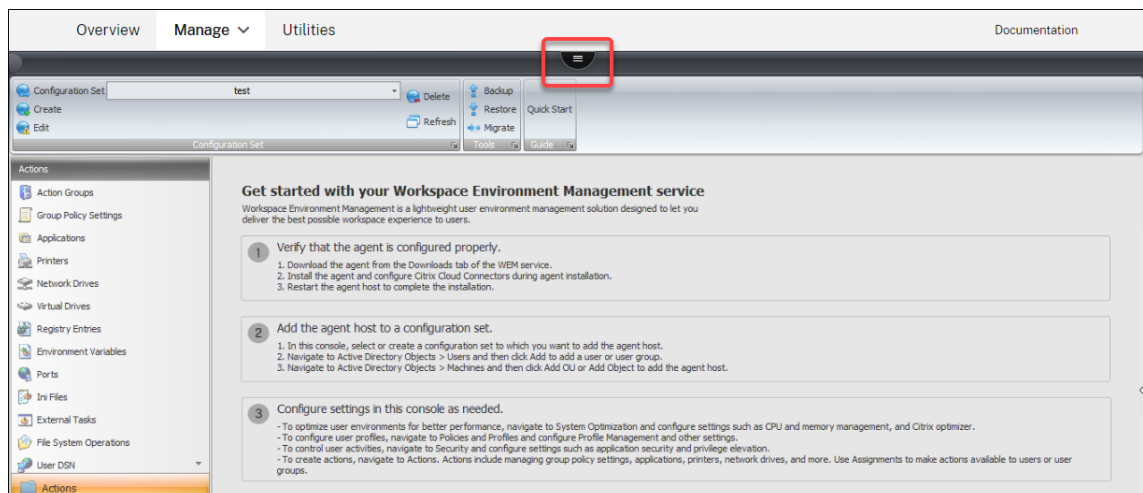 Overview Manage Utilities Documentation
Configuration Set test Delete Backup
Create Restore Quick Start
Edit Refresh Migrate
Configuration Set Tools Guide
Actions
Action Groups
Group Policy Settings
Applications
Printers
Network Drives
Virtual Drives
Registry Entries
Environment Variables
Ports
Ini Files
External Tasks
File System Operations
User DSN
Actions
Get started with your Workspace Environment Management service
Workspace Environment Management is a lightweight user environment management solution designed to let you
deliver the best possible workspace experience to users.
1 Verify that the agent is configured properly.
1. Download the agent from the Downloads tab of the WEM service.
2. Install the agent and configure Citrix Cloud Connectors during agent installation.
3. Restart the agent host to complete the installation.
2 Add the agent host to a configuration set.
1. In this console, select or create a configuration set to which you want to add the agent host.
2. Navigate to Active Directory Objects > Users and then click Add to add a user or user group.
3. Navigate to Active Directory Objects > Machines and then click Add OU or Add Object to add the agent host.
3 Configure settings in this console as needed.
- To optimize user environments for better performance, navigate to System Optimization and configure settings such as CPU and memory management, and Citrix optimizer.
- To configure user profiles, navigate to Policies and Profiles and configure Profile Management and other settings.
- To control user activities, navigate to Security and configure settings such as application security and privilege elevation.
- To create actions, navigate to Actions. Actions include managing group policy settings, applications, printers, network drives, and more. Use Assignments to make actions available to users or user
groups.